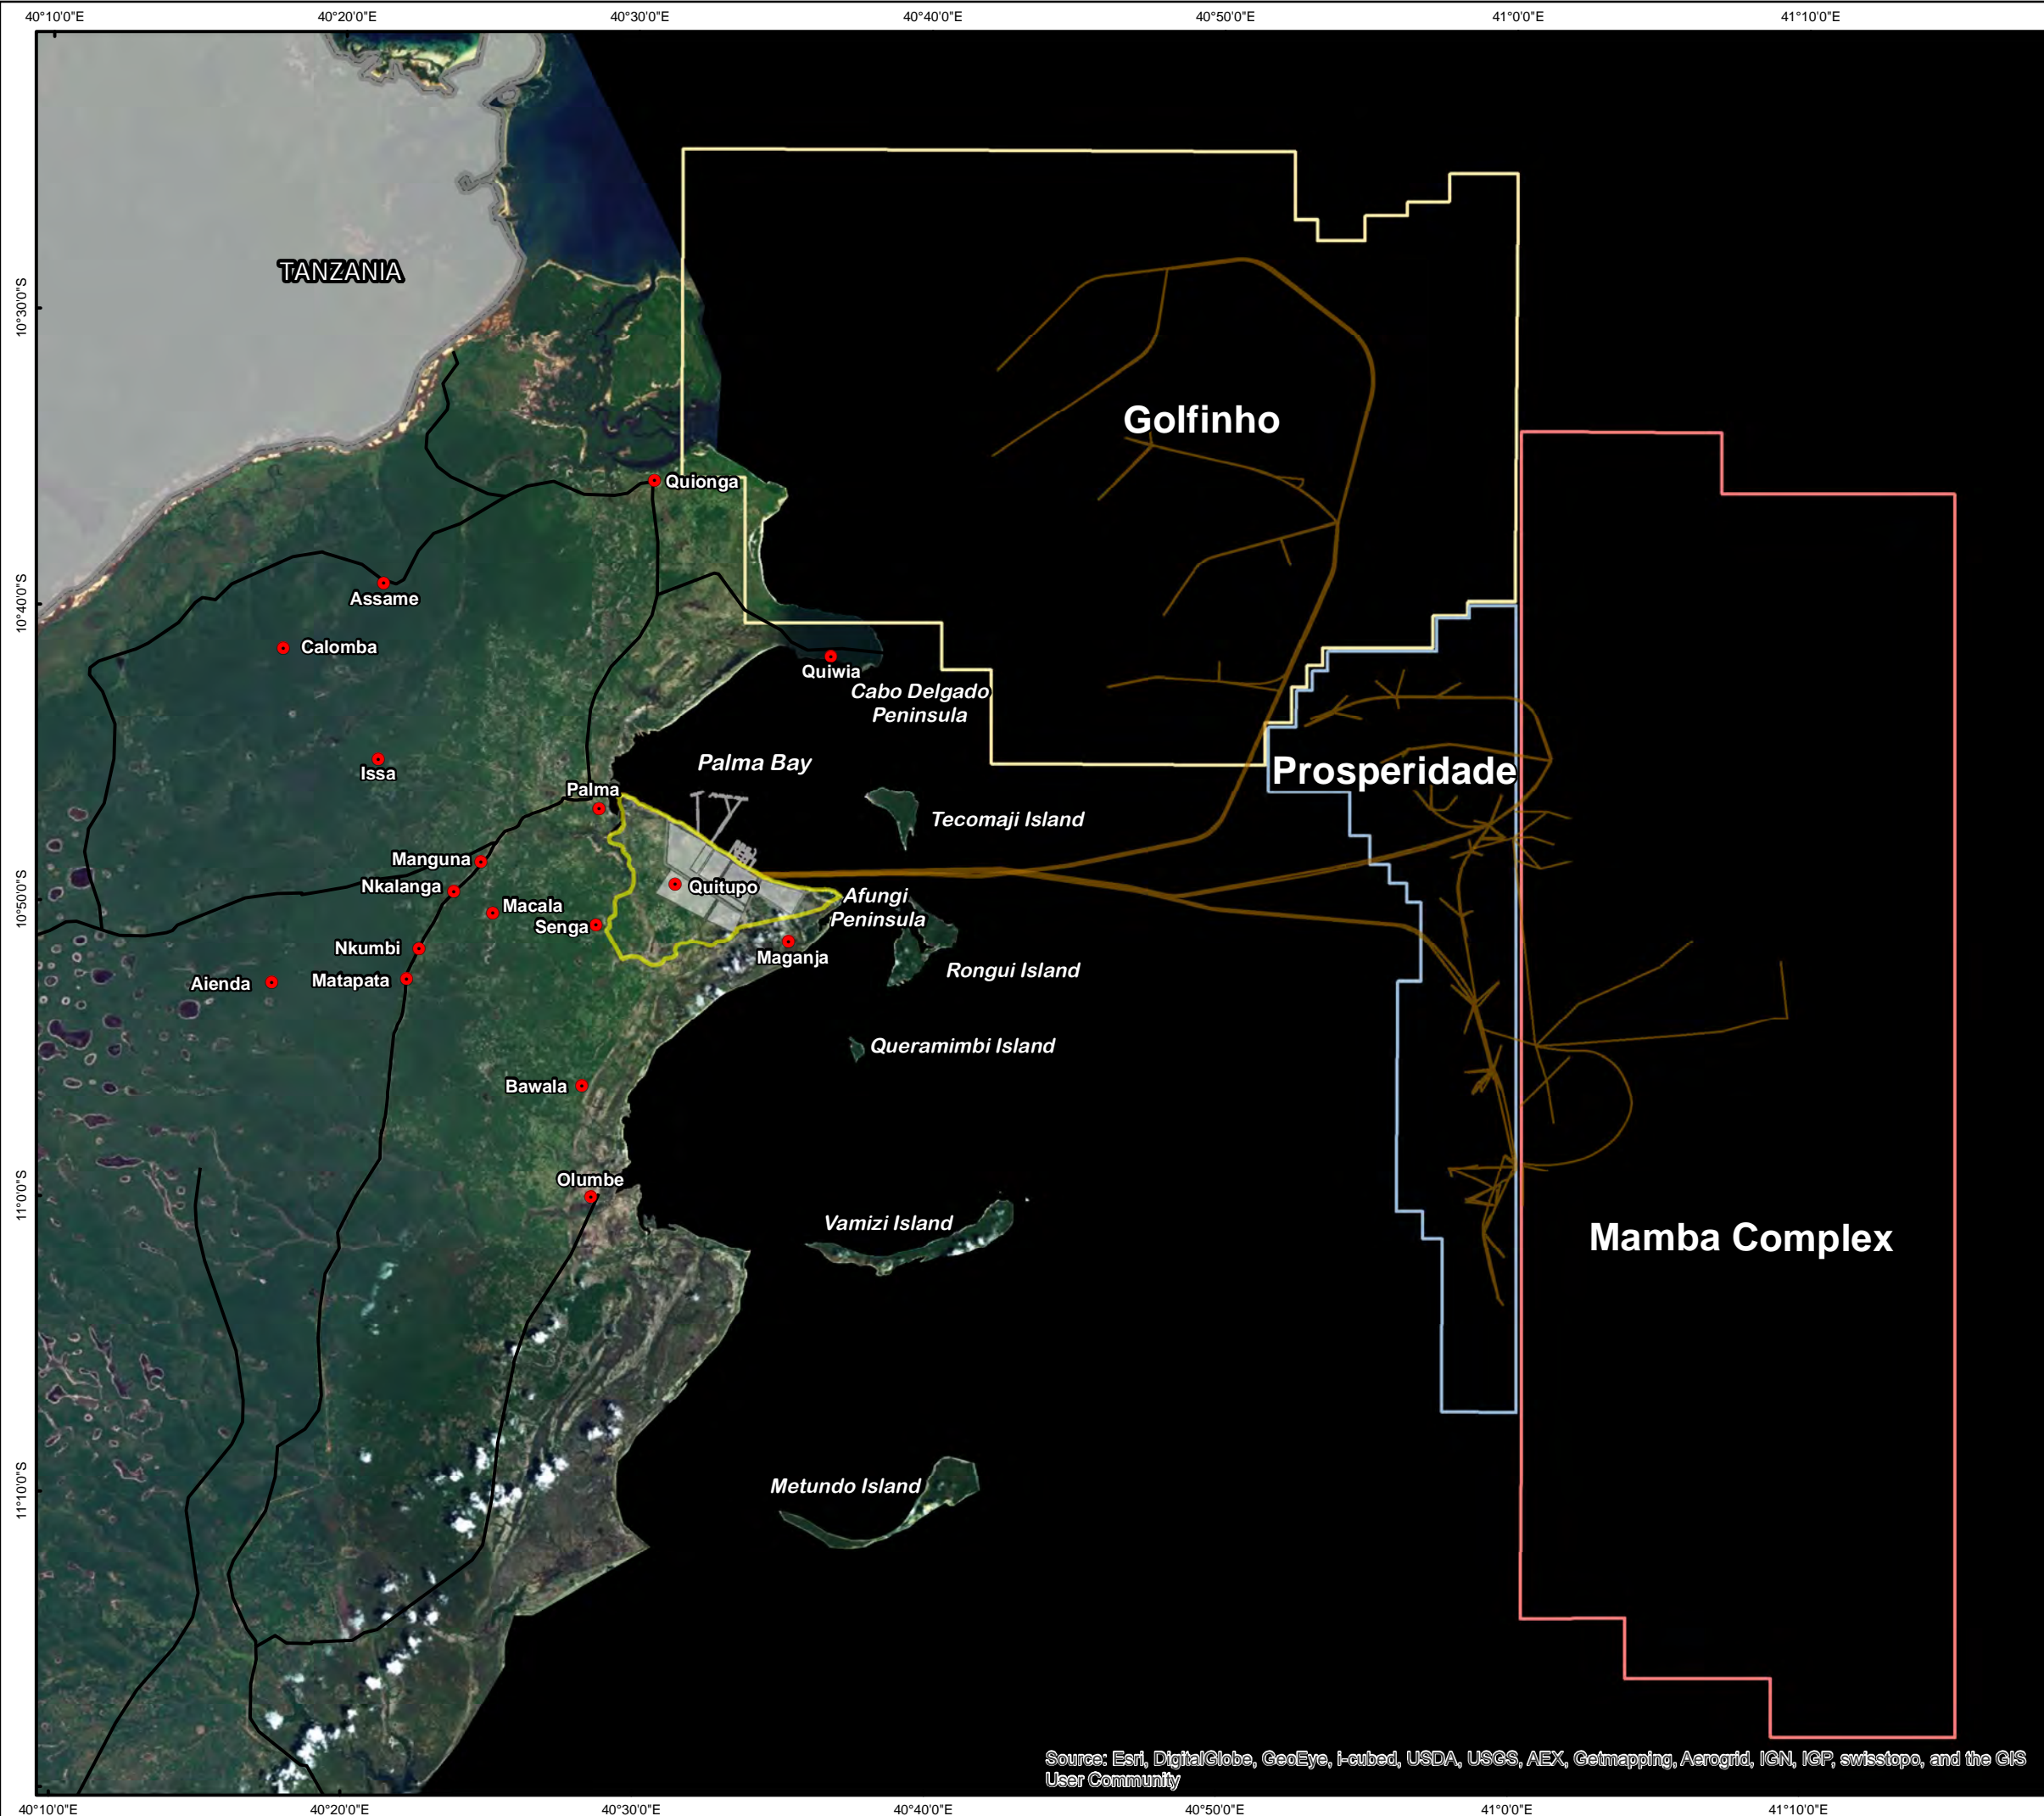 40°10'0"E 40°20'0"E 40°30'0"E 40°40'0"E 40°50'0"E 41°0'0"E 41°10'0"E
TANZANIA
10°30'0"S
Golfinho
Quionga
Assame
10°40'0"S
Calomba
Quiwia
Cabo Delgado
Peninsula
Palma Bay
Issa
Prosperidade
Palma
Tecomaji Island
Manguna
Nkalanga
Quitupo
10°50'0"S
Afungi
Peninsula
Macala
Senga
Nkumbi
Maganja
Rongui Island
Matapata
Aienda
Queramimbi Island
Bawala
Olumbe
11°0'0"S
Vamizi Island
Mamba Complex
Metundo Island
11°10'0"S
Source: Esri, DigitalGlobe, GeoEye, i-cubed, USDA, USGS, AEX, Getmapping, Aerogrid, IGN, IGP, swisstopo, and the GIS
User Community
40°10'0"E 40°20'0"E 40°30'0"E 40°40'0"E 40°50'0"E 41°0'0"E 41°10'0"E